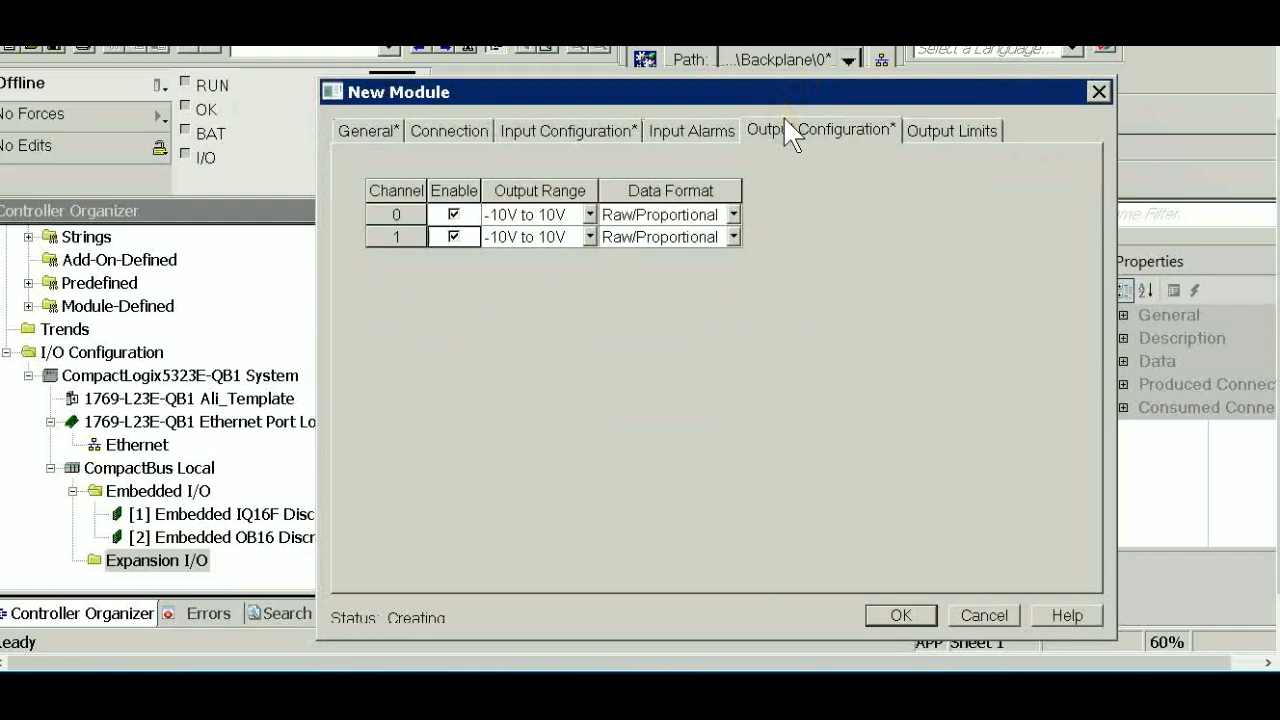 Select a Language...
Path: ...\Backplane\0*
Offline
RUN
No Forces
OK
No Edits
BAT
I/O
New Module
General*
Connection
Input Configuration*
Input Alarms
Output Configuration*
Output Limits
Channel Enable Output Range Data Format
0 -10V to 10V Raw/Proportional
1 -10V to 10V Raw/Proportional
Controller Organizer
Strings
Add-On-Defined
Predefined
Module-Defined
Trends
I/O Configuration
CompactLogix5323E-QB1 System
1769-L23E-QB1 Ali_Template
1769-L23E-QB1 Ethernet Port Lo
Ethernet
CompactBus Local
Embedded I/O
[1] Embedded IQ16F Disc
[2] Embedded OB16 Discr
Expansion I/O
Controller Organizer
Errors
Search
Status: Creating
OK
Cancel
Help
me Filter...
Properties
General
Description
Data
Produced Connec
Consumed Conne
eady
APP Sheet 1
60%